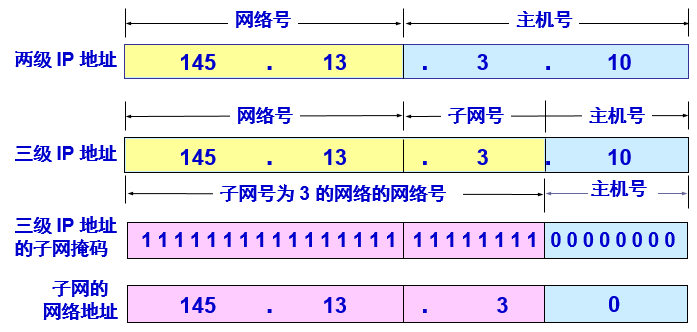 网络号 主机号
两级 IP 地址 145 . 13 . 3 . 10
网络号 子网号 主机号
三级 IP 地址 145 . 13 . 3 . 10
子网号为 3 的网络的网络号 主机号
三级 IP 地址
的子网掩码 1 1 1 1 1 1 1 1 1 1 1 1 1 1 1 1 1 1 1 1 1 1 1 1 0 0 0 0 0 0 0 0
子网的
网络地址 145 . 13 . 3 0